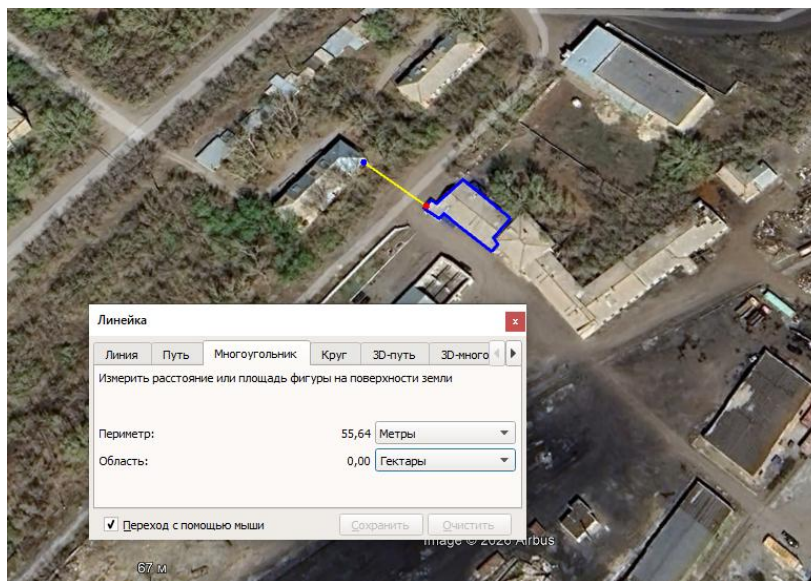 Линейка
Линия Путь Многоугольник Круг 3D-путь 3D-много
Измерить расстояние или площадь фигуры на поверхности земли
Периметр: 55,64 Метры
Область: 0,00 Гектары
Переход с помощью мыши Сохранить Очистить
Image © 2026 Airbus
67 м